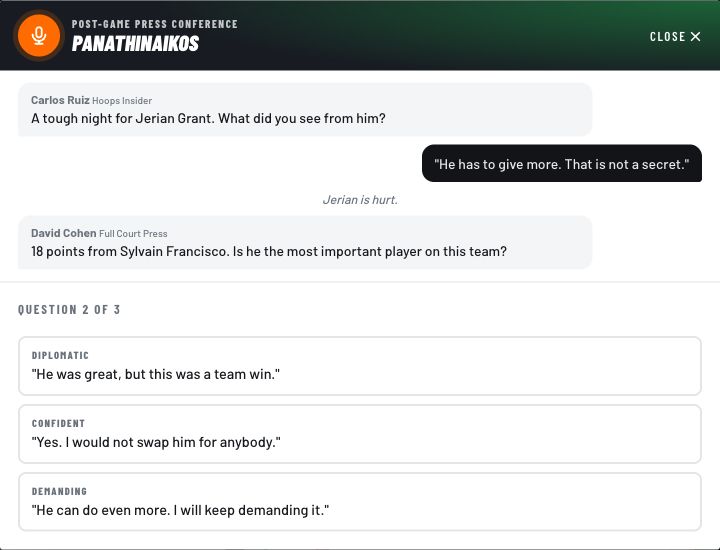 POST-GAME PRESS CONFERENCE
PANATHINAIKOS
CLOSE ✕
Carlos Ruiz Hoops Insider
A tough night for Jerian Grant. What did you see from him?
"He has to give more. That is not a secret."
Jerian is hurt.
David Cohen Full Court Press
18 points from Sylvain Francisco. Is he the most important player on this team?
QUESTION 2 OF 3
DIPLOMATIC
"He was great, but this was a team win."
CONFIDENT
"Yes. I would not swap him for anybody."
DEMANDING
"He can do even more. I will keep demanding it."